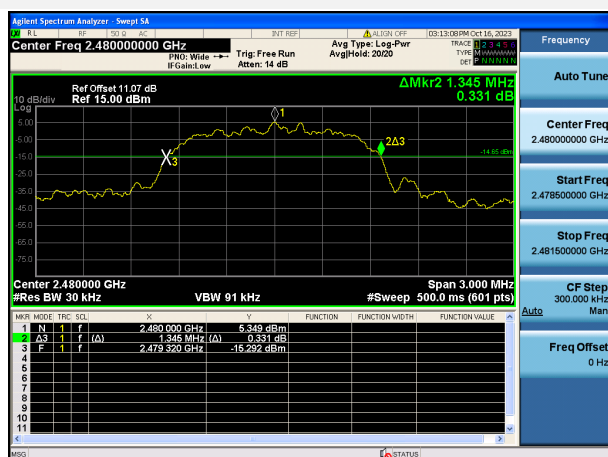 Agilent Spectrum Analyzer - Swept SA
RL RF 50 Ω AC INT REF ALIGN OFF 03:13:08 PM Oct 16, 2023
Center Freq 2.480000000 GHz
PNO: Wide
IFGain:Low
Trig: Free Run
Atten: 14 dB
Avg Type: Log-Pwr
Avg|Hold: 20/20
TRACE 1 2 3 4 5 6
TYPE M
DET P N N N N N
Ref Offset 11.07 dB
10 dB/div Ref 15.00 dBm
Log
ΔMkr2 1.345 MHz
0.331 dB
5.00
-5.00
-15.0
-25.0
-35.0
-45.0
-55.0
-65.0
-75.0
1
2Δ3
3
-14.65 dBm
Center 2.480000 GHz Span 3.000 MHz
#Res BW 30 kHz VBW 91 kHz #Sweep 500.0 ms (601 pts)
MKR MODE TRC SCL X Y FUNCTION FUNCTION WIDTH FUNCTION VALUE
1 N 1 f 2.480 000 GHz 5.349 dBm
2 Δ3 1 f (Δ) 1.345 MHz (Δ) 0.331 dB
3 F 1 f 2.479 320 GHz -15.292 dBm
4
5
6
7
8
9
10
11
MSG STATUS
Frequency
Auto Tune
Center Freq
2.480000000 GHz
Start Freq
2.478500000 GHz
Stop Freq
2.481500000 GHz
CF Step
300.000 kHz
Auto Man
Freq Offset
0 Hz